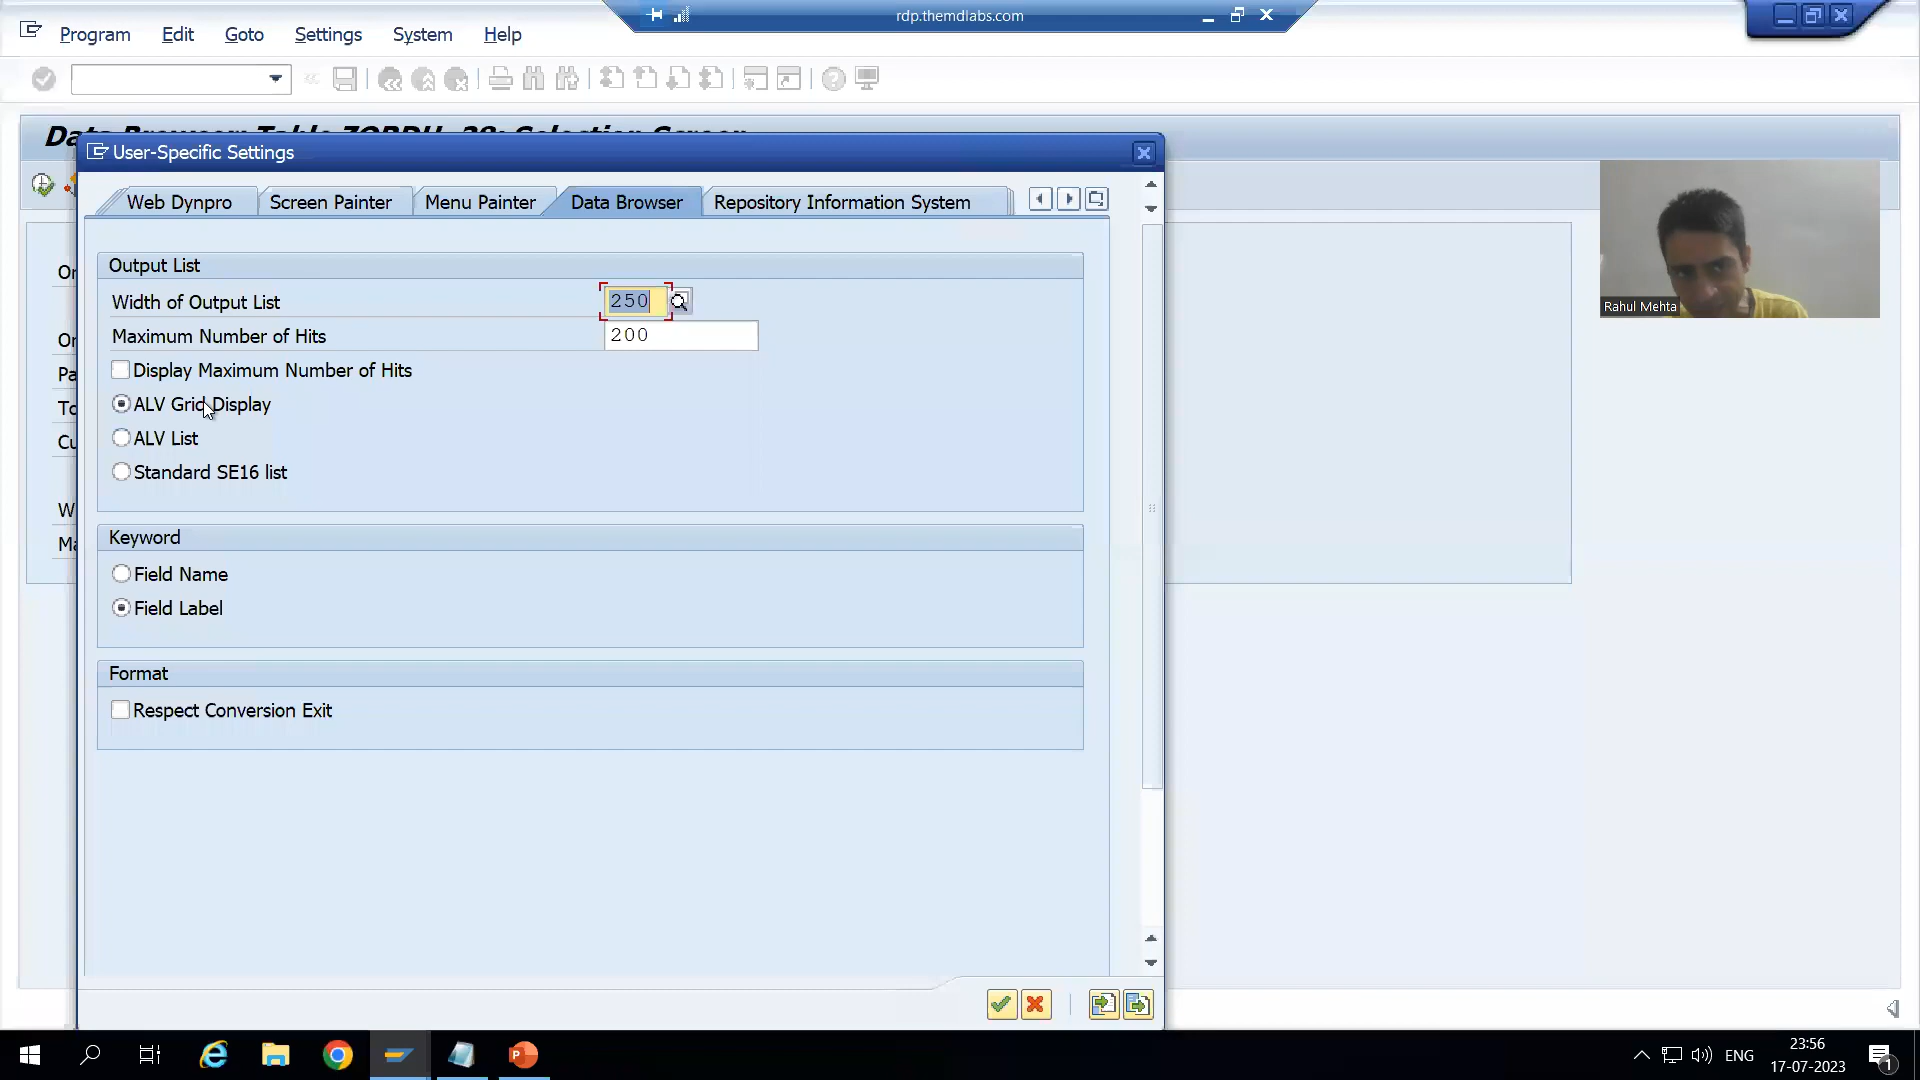 rdp.themdlabs.com
Program Edit Goto Settings System Help
User-Specific Settings
Web Dynpro Screen Painter Menu Painter Data Browser Repository Information System
Output List
Width of Output List 250
Maximum Number of Hits 200
Display Maximum Number of Hits
ALV Grid Display
ALV List
Standard SE16 list
Keyword
Field Name
Field Label
Format
Respect Conversion Exit
Rahul Mehta
ENG
23:56
17-07-2023
1